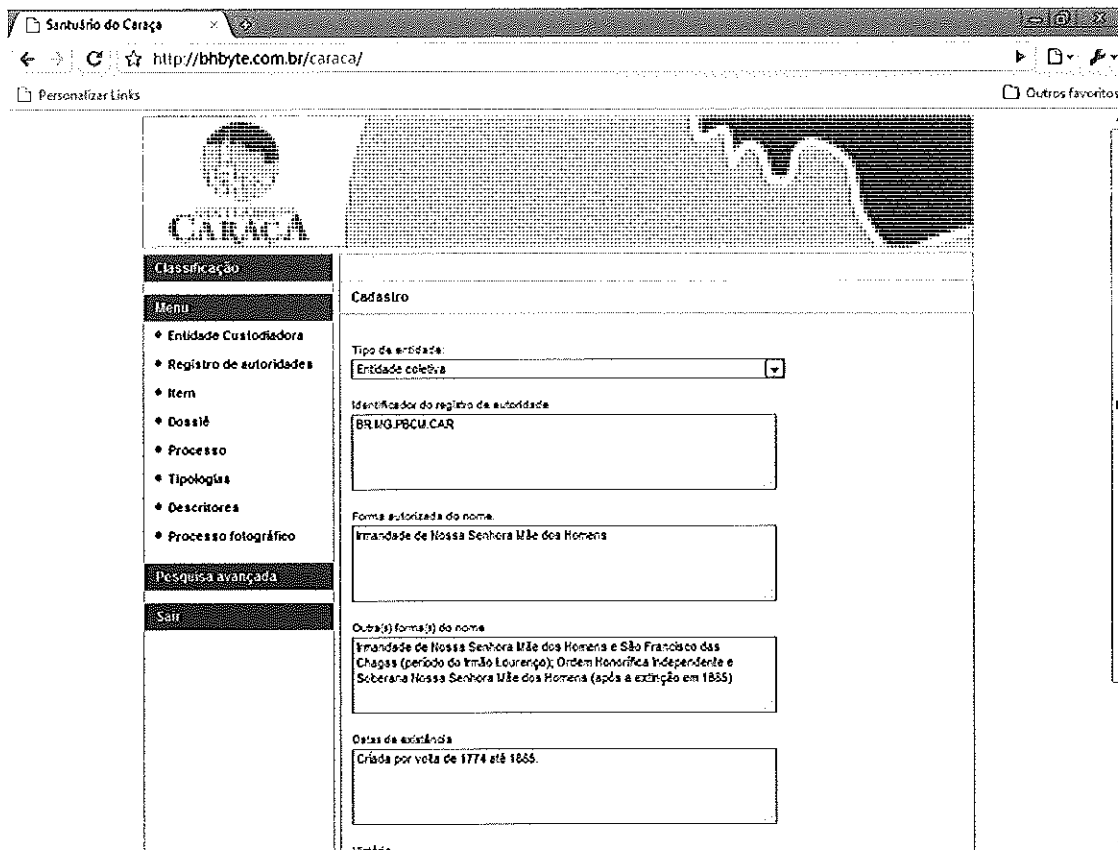 Santuário do Caraça
http://bhbyte.com.br/caraca/
Personalizar Links
Outros favoritos
CARAÇA
Classificação
Menu
Entidade Custodiadora
Registro de autoridades
Item
Dossiê
Processo
Tipologias
Descritores
Processo fotográfico
Pesquisa avançada
Sair
Cadastro
Tipo de entidade:
Entidade coletiva
Identificador do registro de autoridade
BR.MG.PBCM.CAR
Forma autorizada do nome.
Irmandade de Nossa Senhora Mãe dos Homens
Outra(s) forma(s) do nome
Irmandade de Nossa Senhora Mãe dos Homens e São Francisco das
Chagas (período do Irmão Lourenço); Ordem Honorífica Independente e
Soberana Nossa Senhora Mãe dos Homens (após a extinção em 1885)
Datas de existência
Criada por volta de 1774 até 1885.